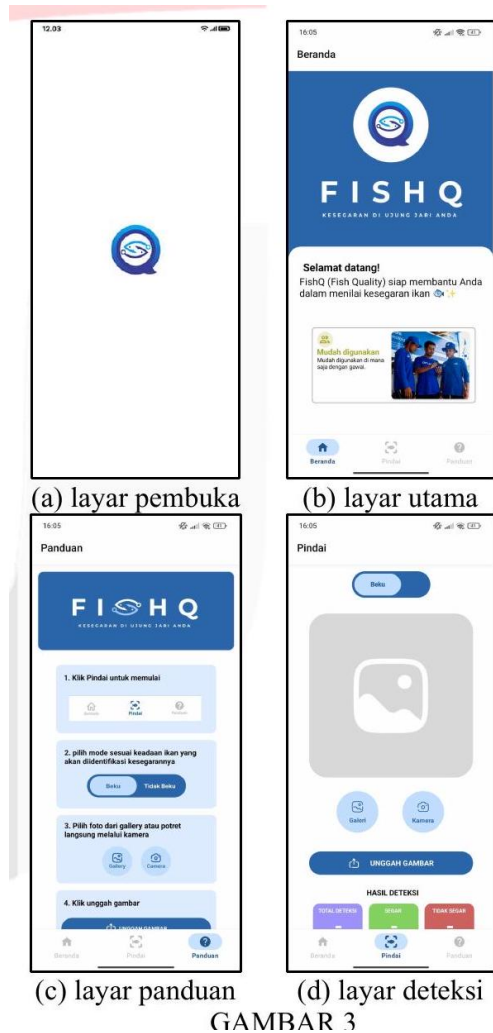 12.03
(a) layar pembuka
16:05
Beranda
FISHQ
KESEGARAN DI UJUNG JARI ANDA
Selamat datang!
FishQ (Fish Quality) siap membantu Anda
dalam menilai kesegaran ikan
Mudah digunakan
Mudah digunakan di mana
saja dengan gawai.
Beranda
Pindai
Panduan
(b) layar utama
16:05
Panduan
FISHQ
KESEGARAN DI UJUNG JARI ANDA
1. Klik Pindai untuk memulai
Pindai
2. pilih mode sesuai keadaan ikan yang
akan diidentifikasi kesegarannya
Beku Tidak Beku
3. Pilih foto dari gallery atau potret
langsung melalui kamera
Gallery Camera
4. Klik unggah gambar
UNGGAH GAMBAR
Beranda Pindai Panduan
(c) layar panduan
16:05
Pindai
Beku
Galeri Kamera
UNGGAH GAMBAR
HASIL DETEKSI
TOTAL DETEKSI SEGAR TIDAK SEGAR
Beranda Pindai Panduan
(d) layar deteksi
GAMBAR 3